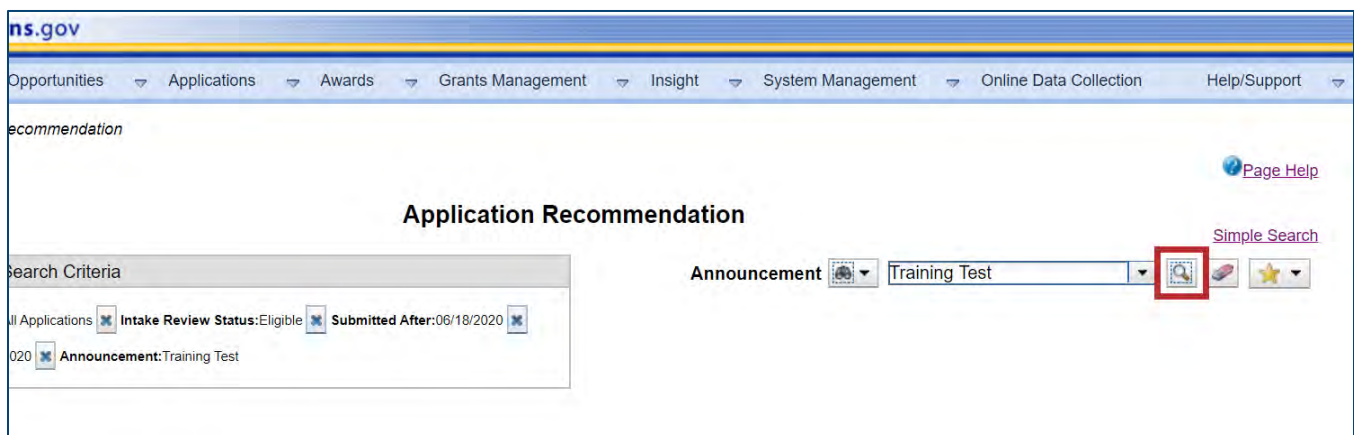 ns.gov
Opportunities Applications Awards Grants Management Insight System Management Online Data Collection Help/Support
ecommendation
Page Help
Application Recommendation
Simple Search
Search Criteria
Announcement Training Test
All Applications Intake Review Status:Eligible Submitted After:06/18/2020
020 Announcement:Training Test